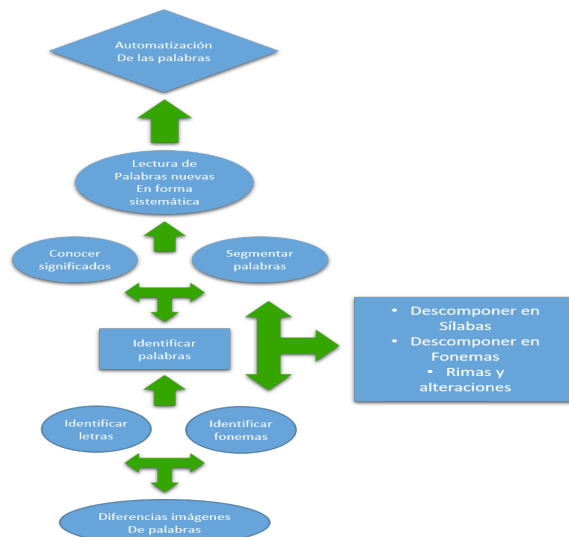 Automatización
De las palabras
Lectura de
Palabras nuevas
En forma
sistemática
Conocer
significados
Segmentar
palabras
• Descomponer en
Sílabas
• Descomponer en
Fonemas
• Rimas y
alteraciones
Identificar
palabras
Identificar
letras
Identificar
fonemas
Diferencias imágenes
De palabras